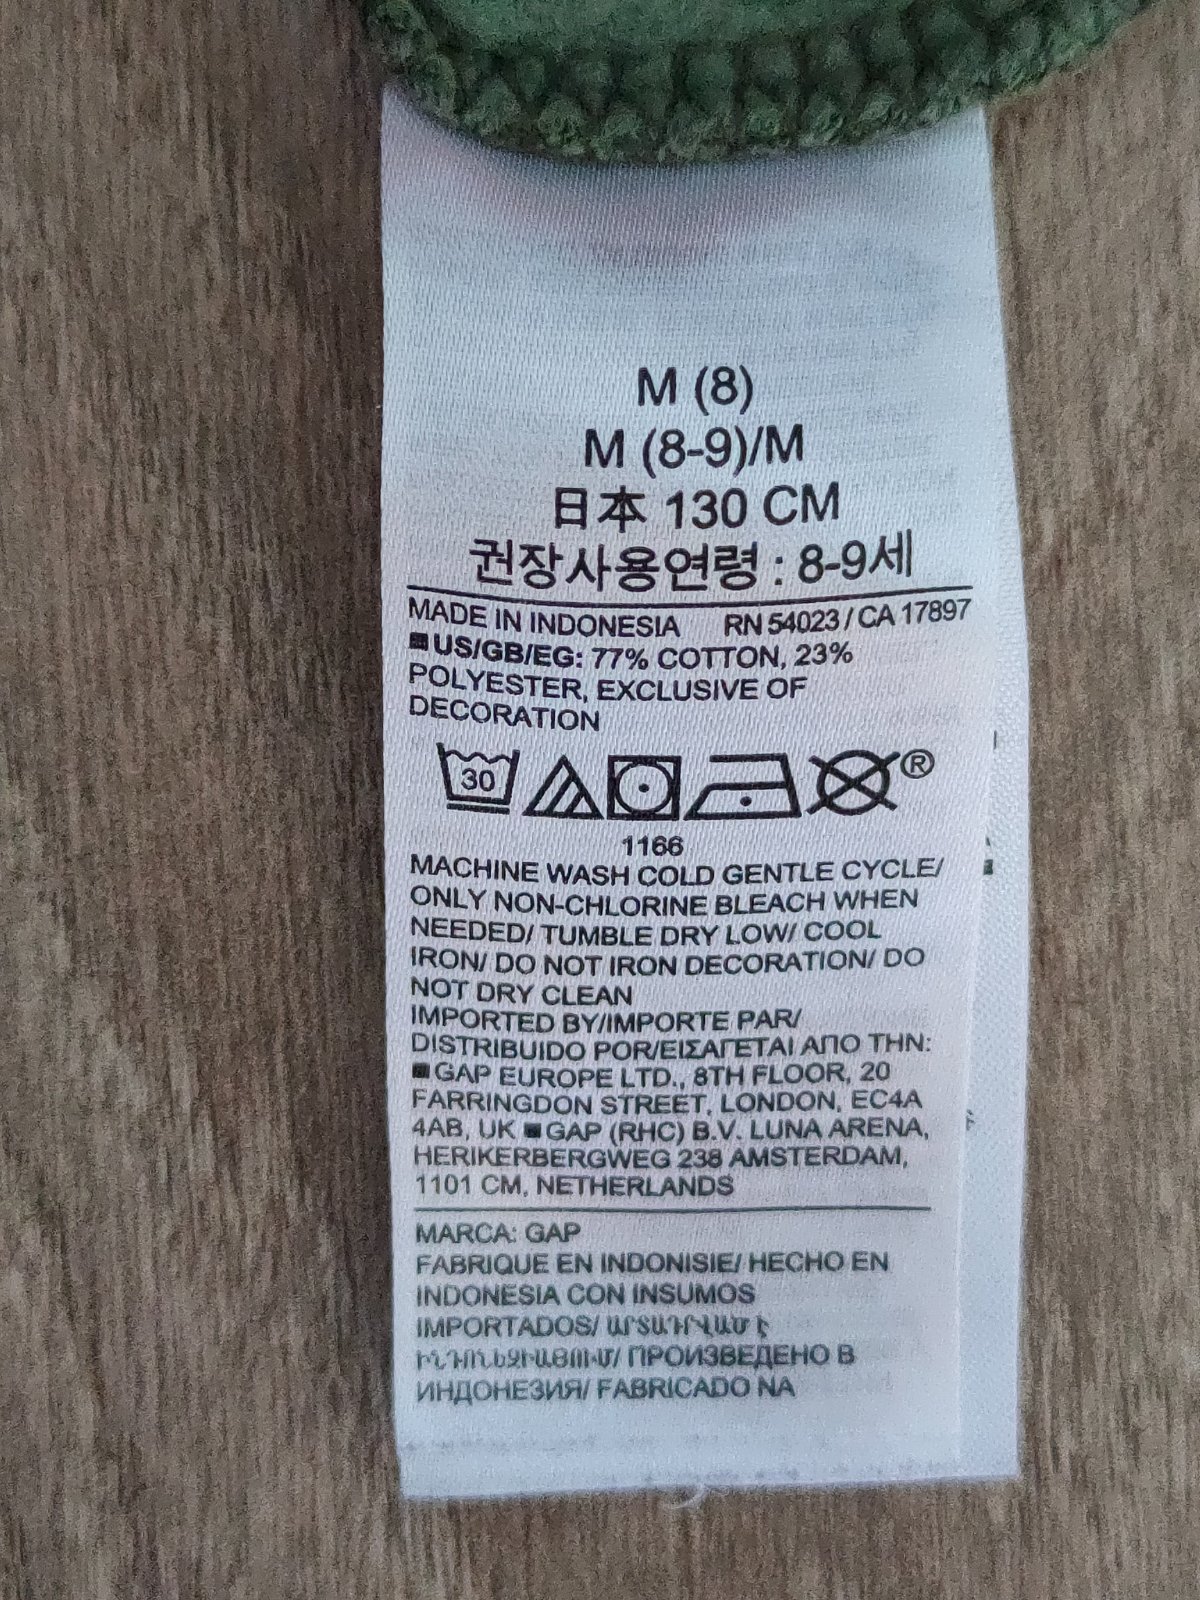 M (8)
M (8-9)/M
日本 130 CM
권장사용연령 : 8-9세
MADE IN INDONESIA RN 54023 / CA 17897
US/GB/EG: 77% COTTON, 23%
POLYESTER, EXCLUSIVE OF
DECORATION
30
®
1166
MACHINE WASH COLD GENTLE CYCLE/
ONLY NON-CHLORINE BLEACH WHEN
NEEDED/ TUMBLE DRY LOW/ COOL
IRON/ DO NOT IRON DECORATION/ DO
NOT DRY CLEAN
IMPORTED BY/IMPORTE PAR/
DISTRIBUIDO POR/ΕΙΣΑΓΕΤΑΙ ΑΠΟ ΤΗΝ:
GAP EUROPE LTD., 8TH FLOOR, 20
FARRINGDON STREET, LONDON, EC4A
4AB, UK GAP (RHC) B.V. LUNA ARENA,
HERIKERBERGWEG 238 AMSTERDAM,
1101 CM, NETHERLANDS
MARCA: GAP
FABRIQUE EN INDONISIE/ HECHO EN
INDONESIA CON INSUMOS
IMPORTADOS/ ԱՐՏԱԴՐՎԱԾ Է
ԻՆԴՈՆԵԶԻԱՅՈՒՄ/ ПРОИЗВЕДЕНО В
ИНДОНЕЗИЯ/ FABRICADO NA